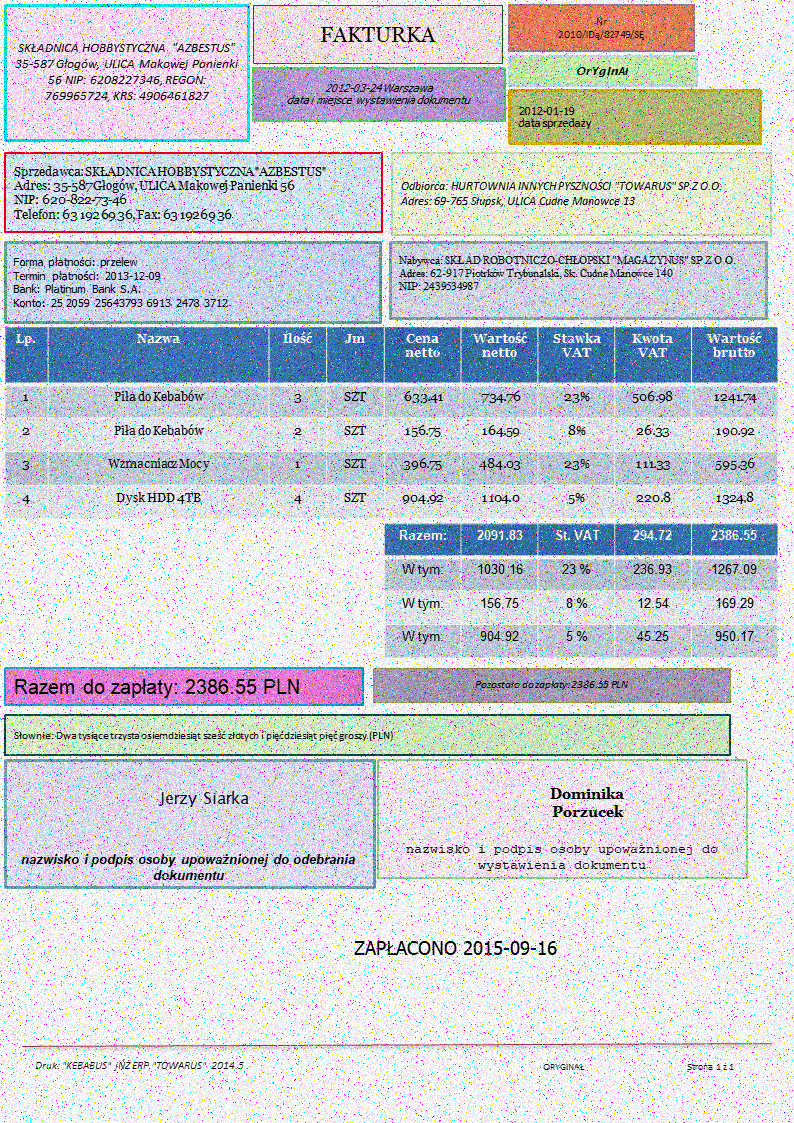 SKŁADNICA HOBBYSTYCZNA "AZBESTUS"
35-587 Głogów, ULICA Makowej Panienki
56 NIP: 6208227346, REGON:
769965724, KRS: 4906461827
FAKTURKA
2012-03-24 Warszawa
data i miejsce wystawienia dokumentu
Nr
2010/IDą/82749/SE
OrYgInAl
2012-01-19
data sprzedaży
Sprzedawca: SKŁADNICA HOBBYSTYCZNA "AZBESTUS"
Adres: 35-587 Głogów, ULICA Makowej Panienki 56
NIP: 620-822-73-46
Telefon: 63 192 69 36, Fax: 63 192 69 36
Odbiorca: HURTOWNIA INNYCH PYSZNOŚCI "TOWARUS" SP. Z O.O.
Adres: 69-765 Słupsk, ULICA Cudne Manowce 13
Forma płatności: przelew
Termin płatności: 2013-12-09
Bank: Platinum Bank S.A.
Konto: 25 2059 25643793 6913 2478 3712
Nabywca: SKŁAD ROBOTNICZO-CHŁOPSKI "MAGAZYNUS" SP. Z O.O.
Adres: 62-917 Piotrków Trybunalski, Sk. Cudne Manowce 140
NIP: 2439534987
Lp. Nazwa Ilość Jm Cena netto Wartość netto Stawka VAT Kwota VAT Wartość brutto
1 Piła do Kebabów 3 SZT 633.41 734.76 23% 506.98 1241.74
2 Piła do Kebabów 2 SZT 156.75 164.59 8% 26.33 190.92
3 Wzmacniacz Mocy 1 SZT 396.75 484.03 23% 111.33 595.36
4 Dysk HDD 4TB 4 SZT 904.92 1104.0 5% 220.8 1324.8
Razem: 2091.83 St. VAT 294.72 2386.55
W tym: 1030.16 23 % 236.93 1267.09
W tym: 156.75 8 % 12.54 169.29
W tym: 904.92 5 % 45.25 950.17
Razem do zapłaty: 2386.55 PLN
Pozostało do zapłaty: 2386.55 PLN
Słownie: Dwa tysiące trzysta osiemdziesiąt sześć złotych i pięćdziesiąt pięć groszy (PLN)
Jerzy Siarka
nazwisko i podpis osoby upoważnionej do odebrania
dokumentu
Dominika
Porzucek
nazwisko i podpis osoby upoważnionej do
wystawienia dokumentu
ZAPŁACONO 2015-09-16
Druk: "KEBABUS" INŻ ERP "TOWARUS" 2014.5
ORYGINAŁ
Strona 1 z 1